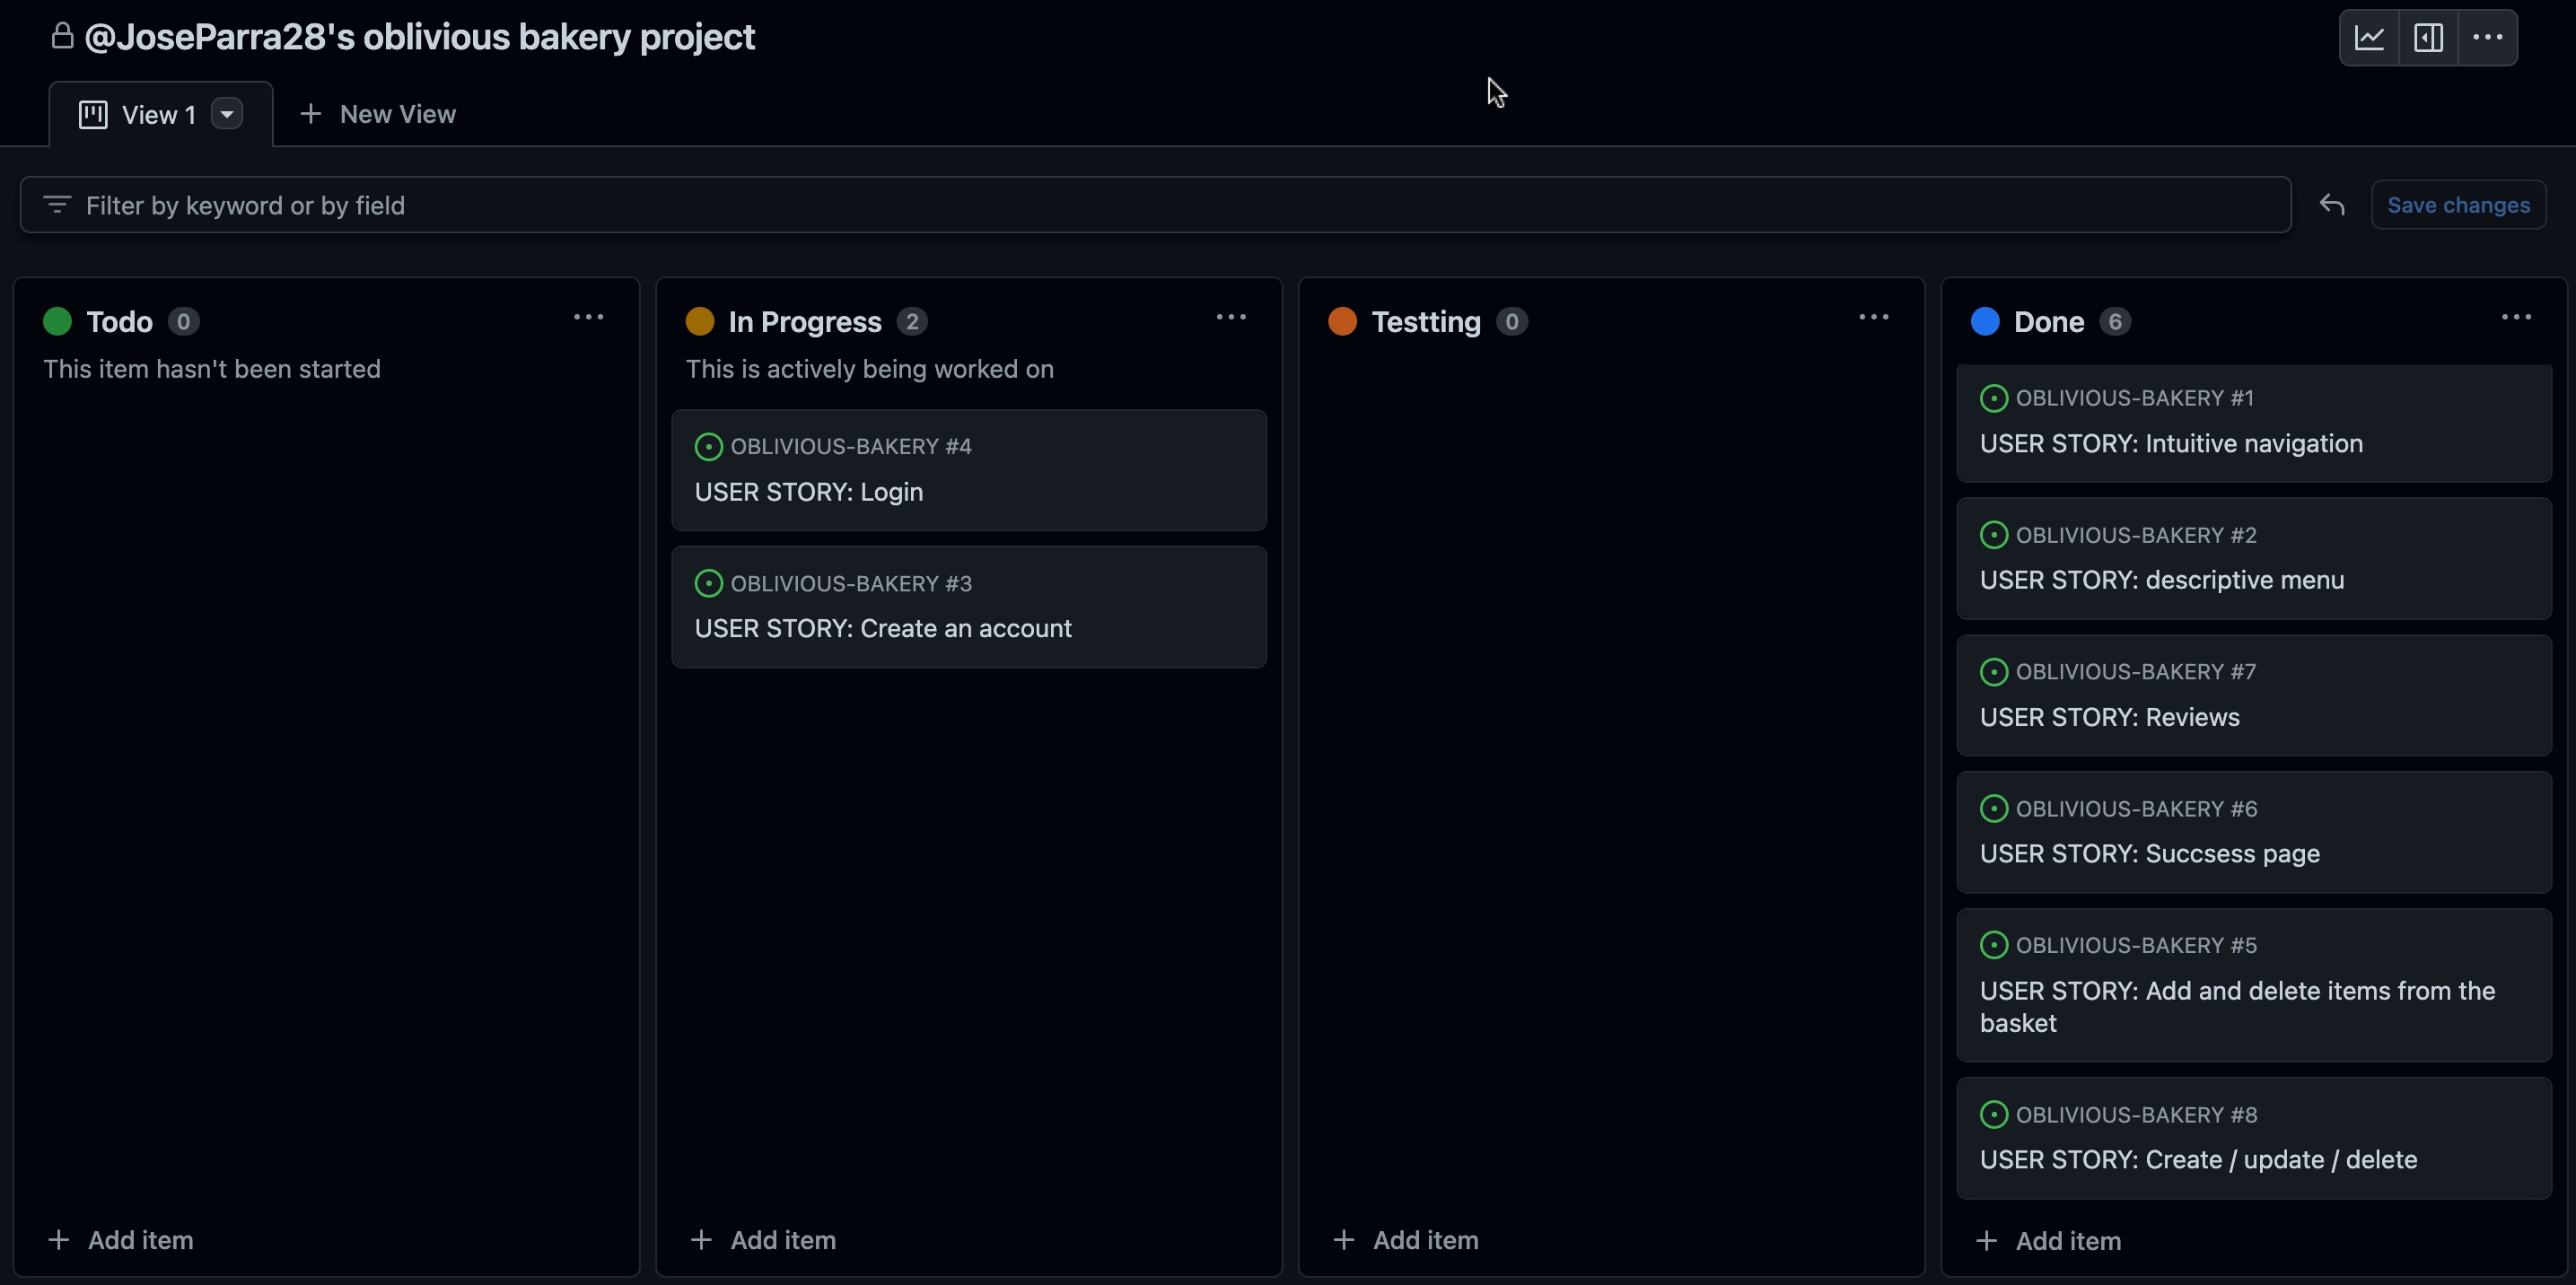 @JoseParra28's oblivious bakery project
View 1
New View
Filter by keyword or by field
Save changes
Todo 0
This item hasn't been started
Add item
In Progress 2
This is actively being worked on
OBLIVIOUS-BAKERY #4
USER STORY: Login
OBLIVIOUS-BAKERY #3
USER STORY: Create an account
Add item
Testting 0
Add item
Done 6
OBLIVIOUS-BAKERY #1
USER STORY: Intuitive navigation
OBLIVIOUS-BAKERY #2
USER STORY: descriptive menu
OBLIVIOUS-BAKERY #7
USER STORY: Reviews
OBLIVIOUS-BAKERY #6
USER STORY: Succsess page
OBLIVIOUS-BAKERY #5
USER STORY: Add and delete items from the
basket
OBLIVIOUS-BAKERY #8
USER STORY: Create / update / delete
Add item